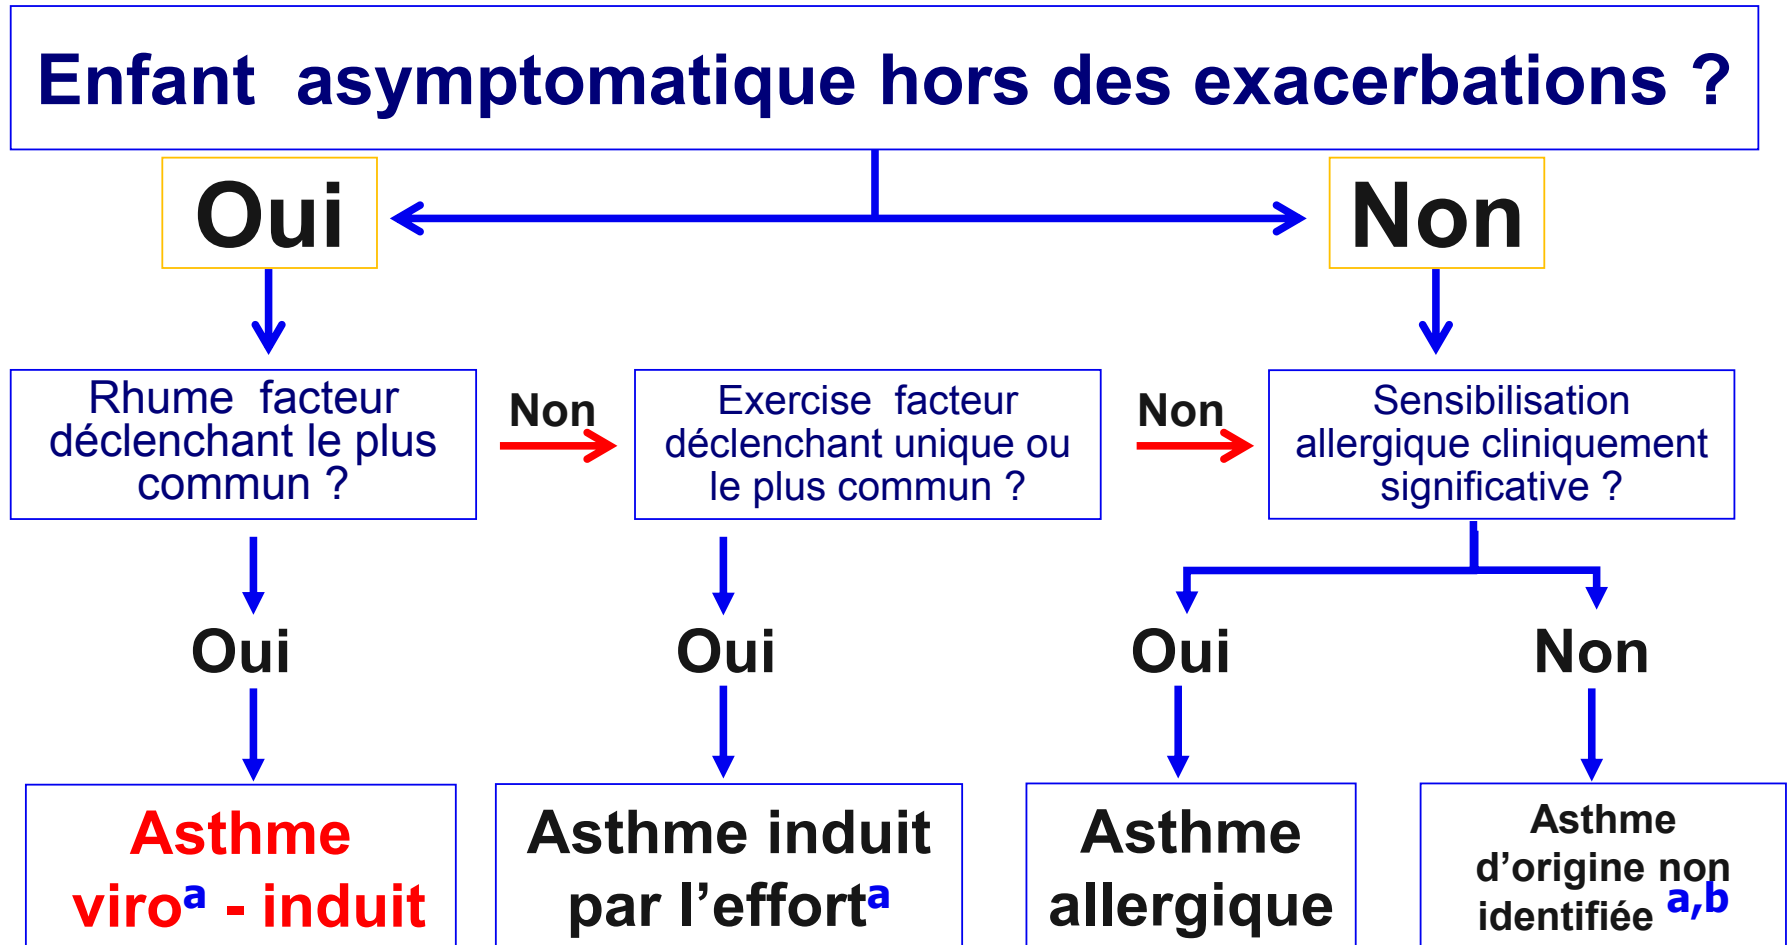 Enfant asymptomatique hors des exacerbations ?
Oui
Non
Rhume facteur
déclenchant le plus
commun ?
Non
Exercise facteur
déclenchant unique ou
le plus commun ?
Non
Sensibilisation
allergique cliniquement
significative ?
Oui
Oui
Oui
Non
Asthme
viroᵃ - induit
Asthme induit
par l’effortᵃ
Asthme
allergique
Asthme
d’origine non
identifiée a,b